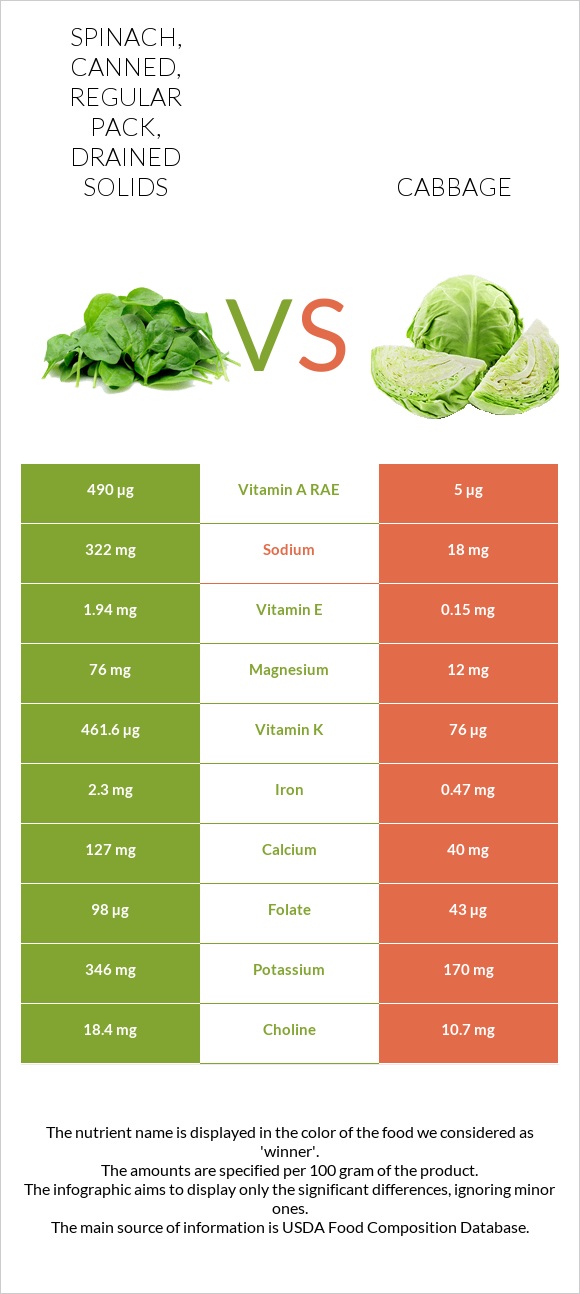 SPINACH,
CANNED,
REGULAR
PACK,
DRAINED
SOLIDS
CABBAGE
VS
490 µg Vitamin A RAE 5 µg
322 mg Sodium 18 mg
1.94 mg Vitamin E 0.15 mg
76 mg Magnesium 12 mg
461.6 µg Vitamin K 76 µg
2.3 mg Iron 0.47 mg
127 mg Calcium 40 mg
98 µg Folate 43 µg
346 mg Potassium 170 mg
18.4 mg Choline 10.7 mg
The nutrient name is displayed in the color of the food we considered as
'winner'.
The amounts are specified per 100 gram of the product.
The infographic aims to display only the significant differences, ignoring minor
ones.
The main source of information is USDA Food Composition Database.